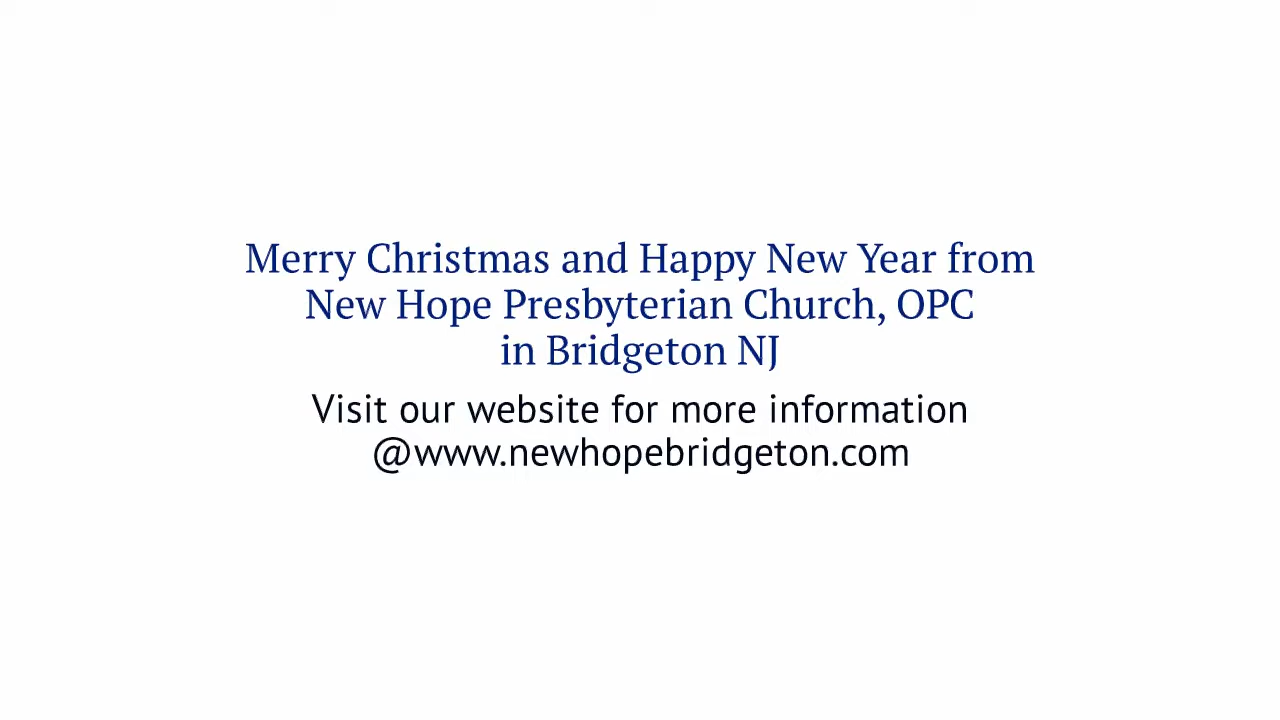 Merry Christmas and Happy New Year from
New Hope Presbyterian Church, OPC
in Bridgeton NJ
Visit our website for more information
@www.newhopebridgeton.com